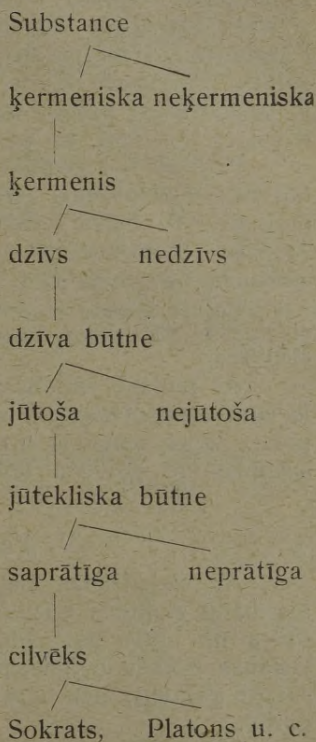 Substance
ķermeniska neķermeniska
ķermenis
dzīvs nedzīvs
dzīva būtne
jūtoša nejūtoša
jūtekliska būtne
saprātīga neprātīga
cilvēks
Sokrats, Platons u. c.